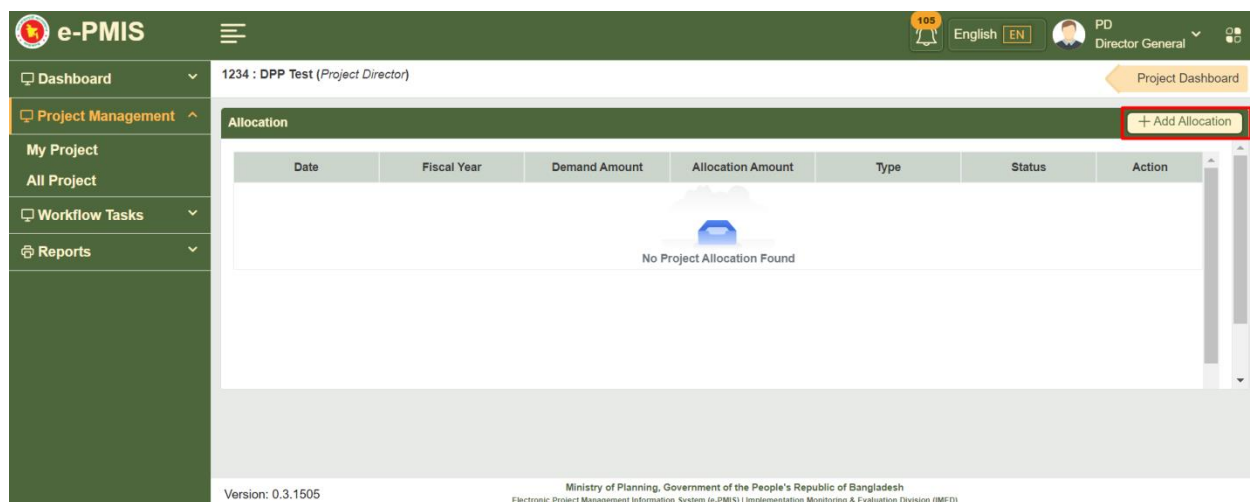 e-PMIS
105
English EN
PD
Director General
Dashboard
Project Management
My Project
All Project
Workflow Tasks
Reports
1234 : DPP Test (Project Director)
Project Dashboard
Allocation
+ Add Allocation
Date Fiscal Year Demand Amount Allocation Amount Type Status Action
No Project Allocation Found
Version: 0.3.1505
Ministry of Planning, Government of the People's Republic of Bangladesh
Electronic Project Management Information System (e-PMIS) | Implementation Monitoring & Evaluation Division (IMED)